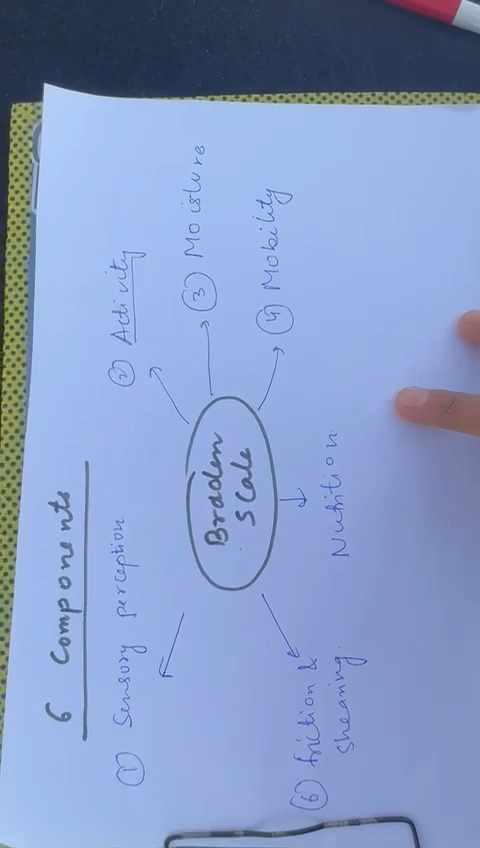 6 Components
① Sensory perception
② Activity
③ Moisture
④ Mobility
Braden
Scale
Nutrition
⑥ friction &
shearing.